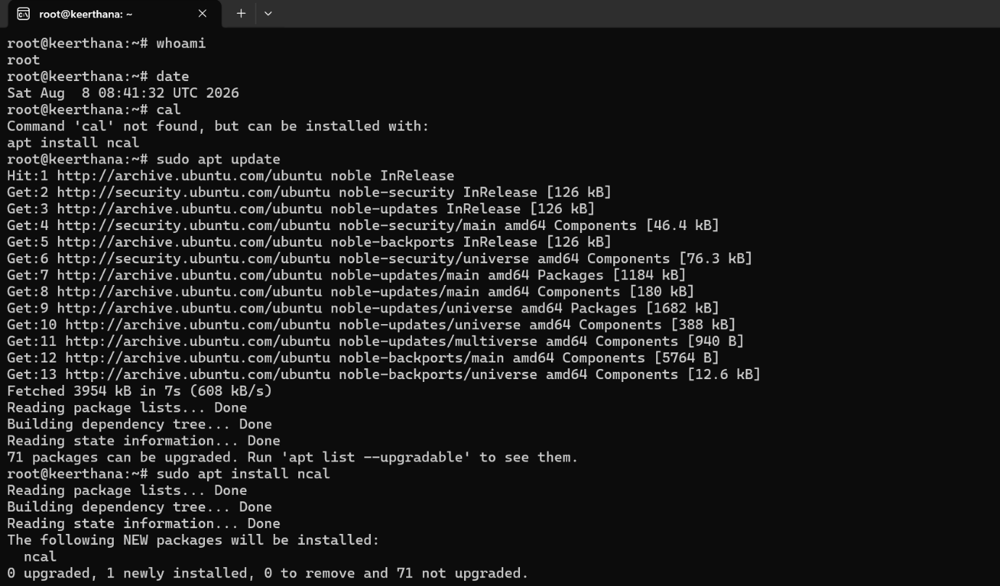 root@keerthana: ~
root@keerthana:~# whoami
root
root@keerthana:~# date
Sat Aug  8 08:41:32 UTC 2026
root@keerthana:~# cal
Command 'cal' not found, but can be installed with:
apt install ncal
root@keerthana:~# sudo apt update
Hit:1 http://archive.ubuntu.com/ubuntu noble InRelease
Get:2 http://security.ubuntu.com/ubuntu noble-security InRelease [126 kB]
Get:3 http://archive.ubuntu.com/ubuntu noble-updates InRelease [126 kB]
Get:4 http://security.ubuntu.com/ubuntu noble-security/main amd64 Components [46.4 kB]
Get:5 http://archive.ubuntu.com/ubuntu noble-backports InRelease [126 kB]
Get:6 http://security.ubuntu.com/ubuntu noble-security/universe amd64 Components [76.3 kB]
Get:7 http://archive.ubuntu.com/ubuntu noble-updates/main amd64 Packages [1184 kB]
Get:8 http://archive.ubuntu.com/ubuntu noble-updates/main amd64 Components [180 kB]
Get:9 http://archive.ubuntu.com/ubuntu noble-updates/universe amd64 Packages [1682 kB]
Get:10 http://archive.ubuntu.com/ubuntu noble-updates/universe amd64 Components [388 kB]
Get:11 http://archive.ubuntu.com/ubuntu noble-updates/multiverse amd64 Components [940 B]
Get:12 http://archive.ubuntu.com/ubuntu noble-backports/main amd64 Components [5764 B]
Get:13 http://archive.ubuntu.com/ubuntu noble-backports/universe amd64 Components [12.6 kB]
Fetched 3954 kB in 7s (608 kB/s)
Reading package lists... Done
Building dependency tree... Done
Reading state information... Done
71 packages can be upgraded. Run 'apt list --upgradable' to see them.
root@keerthana:~# sudo apt install ncal
Reading package lists... Done
Building dependency tree... Done
Reading state information... Done
The following NEW packages will be installed:
  ncal
0 upgraded, 1 newly installed, 0 to remove and 71 not upgraded.